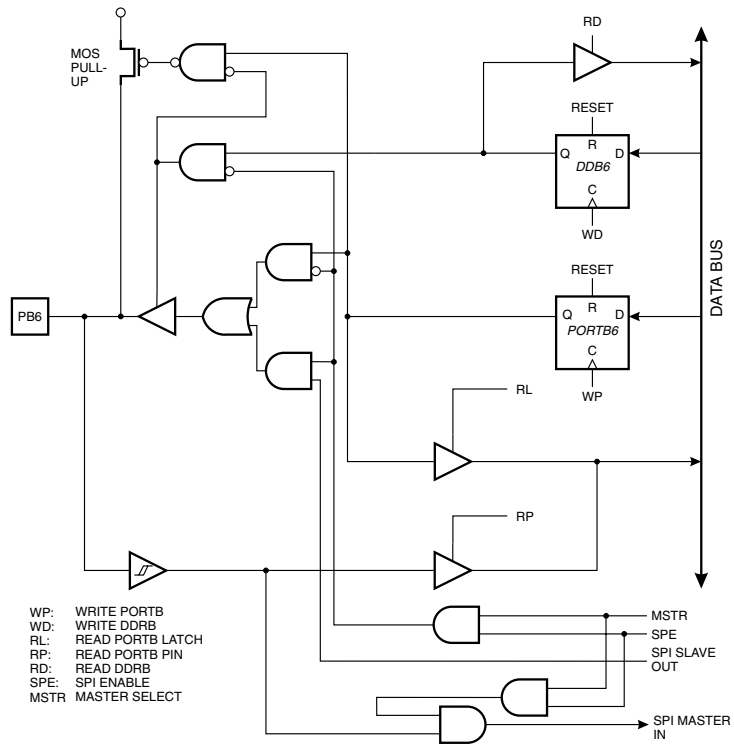 RD
MOS
PULL-
UP
RESET
R
Q
D
DDB6
C
WD
DATA BUS
RESET
R
Q
D
PORTB6
C
WP
PB6
RL
RP
WP: WRITE PORTB
WD: WRITE DDRB
RL: READ PORTB LATCH
RP: READ PORTB PIN
RD: READ DDRB
SPE: SPI ENABLE
MSTR MASTER SELECT
MSTR
SPE
SPI SLAVE
OUT
SPI MASTER
IN